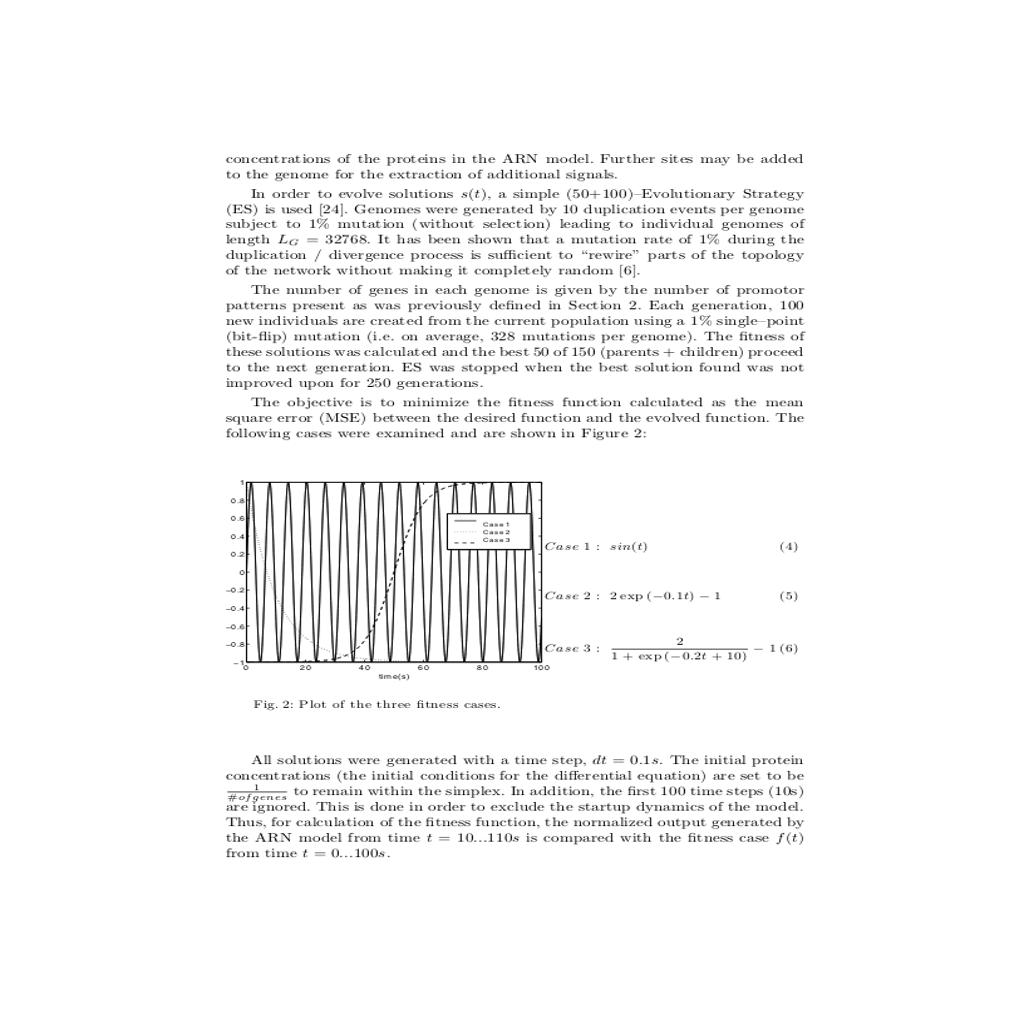 concentrations of the proteins in the ARN model. Further sites may be added
to the genome for the extraction of additional signals.
In order to evolve solutions s(t), a simple (50+100)–Evolutionary Strategy
(ES) is used [24]. Genomes were generated by 10 duplication events per genome
subject to 1% mutation (without selection) leading to individual genomes of
length L_G = 32768. It has been shown that a mutation rate of 1% during the
duplication / divergence process is sufficient to “rewire” parts of the topology
of the network without making it completely random [6].
The number of genes in each genome is given by the number of promotor
patterns present as was previously defined in Section 2. Each generation, 100
new individuals are created from the current population using a 1% single–point
(bit-flip) mutation (i.e. on average, 328 mutations per genome). The fitness of
these solutions was calculated and the best 50 of 150 (parents + children) proceed
to the next generation. ES was stopped when the best solution found was not
improved upon for 250 generations.
The objective is to minimize the fitness function calculated as the mean
square error (MSE) between the desired function and the evolved function. The
following cases were examined and are shown in Figure 2:
1
0.8
0.6
0.4
0.2
0
−0.2
−0.4
−0.6
−0.8
−1
0 20 40 60 80 100
time(s)
Case 1
Case 2
Case 3
Case 1 : sin(t) (4)
Case 2 : 2 exp (−0.1t) − 1 (5)
Case 3 : 2 / (1 + exp (−0.2t + 10)) − 1 (6)
Fig. 2: Plot of the three fitness cases.
All solutions were generated with a time step, dt = 0.1s. The initial protein
concentrations (the initial conditions for the differential equation) are set to be
1/#ofgenes to remain within the simplex. In addition, the first 100 time steps (10s)
are ignored. This is done in order to exclude the startup dynamics of the model.
Thus, for calculation of the fitness function, the normalized output generated by
the ARN model from time t = 10...110s is compared with the fitness case f(t)
from time t = 0...100s.